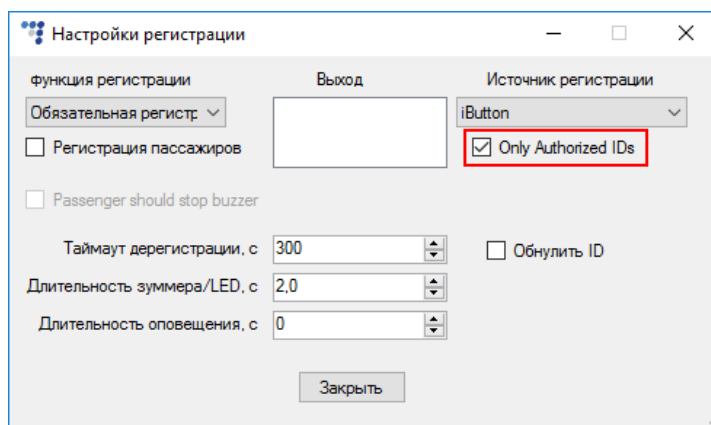 Настройки регистрации
функция регистрации
Выход
Источник регистрации
Обязательная регистр
iButton
Регистрация пассажиров
Only Authorized IDs
Passenger should stop buzzer
Таймаут дерегистрации, с
300
Обнулить ID
Длительность зуммера/LED, с
2,0
Длительность оповещения, с
0
Закрыть